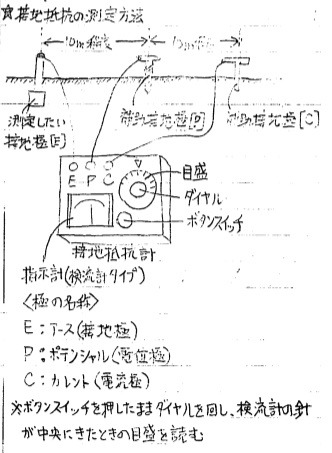 ☆接地抵抗の測定方法
10m程度 10m程度
補助接地極[P] 補助接地極[C]
測定したい
接地極[E]
E P C
目盛
ダイヤル
ボタンスイッチ
接地抵抗計
指示計(検流計タイプ)
<極の名称>
E:アース(接地極)
P:ポテンシャル(電位極)
C:カレント(電流極)
※ボタンスイッチを押したままダイヤルを回し、検流計の針
が中央にきたときの目盛を読む